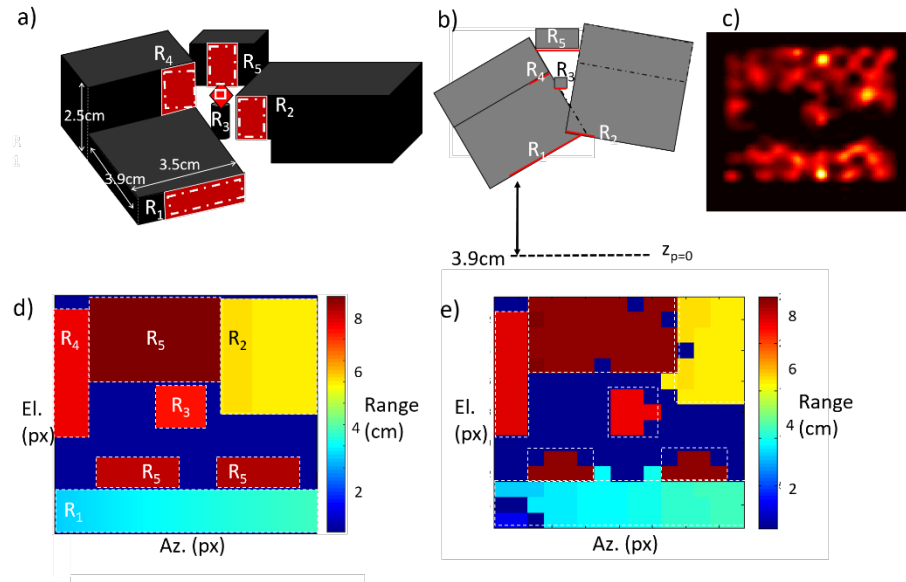 a)
R4
R5
R2
R3
2.5cm
3.5cm
3.9cm
R1
R
1
b)
R5
R4
R3
R2
R1
3.9cm
zp=0
c)
d)
R4
R5
R2
R3
R5
R5
R1
El.
(px)
Az. (px)
8
6
4
2
Range
(cm)
e)
El.
(px)
Az. (px)
8
6
4
2
Range
(cm)